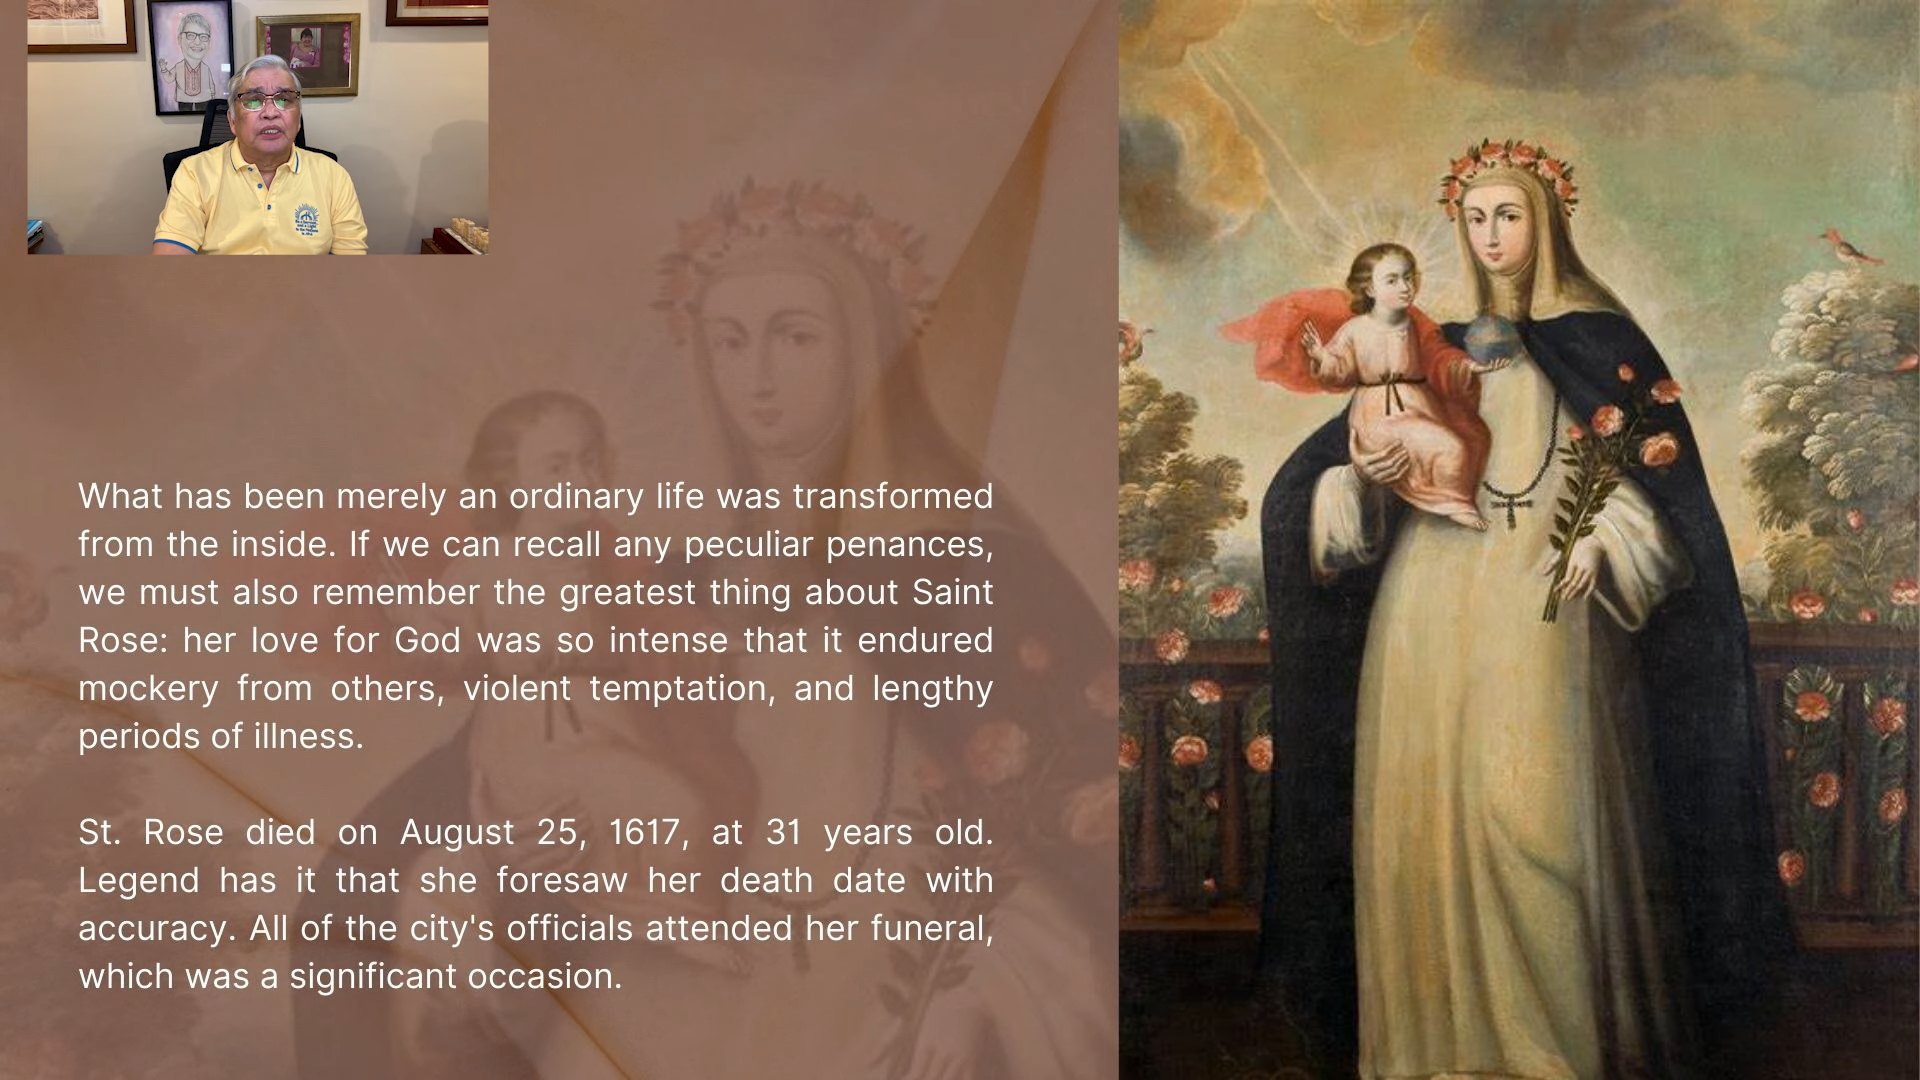 What has been merely an ordinary life was transformed
from the inside. If we can recall any peculiar penances,
we must also remember the greatest thing about Saint
Rose: her love for God was so intense that it endured
mockery from others, violent temptation, and lengthy
periods of illness.
St. Rose died on August 25, 1617, at 31 years old.
Legend has it that she foresaw her death date with
accuracy. All of the city's officials attended her funeral,
which was a significant occasion.